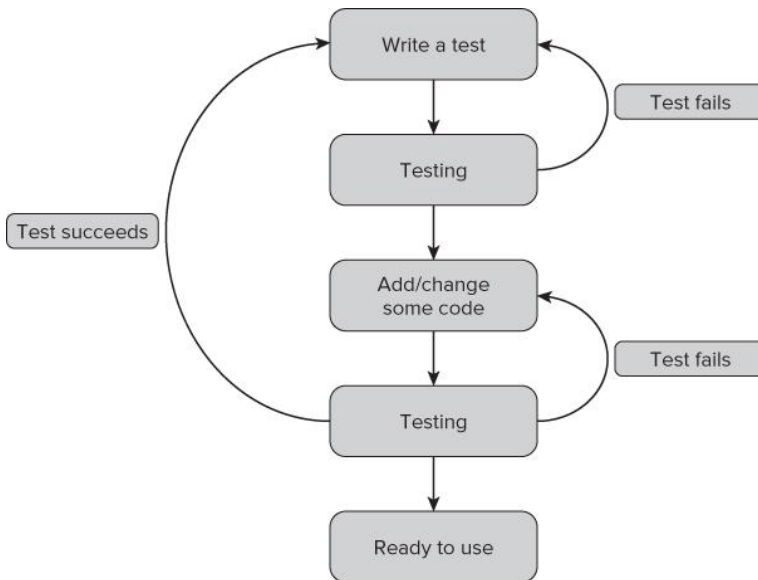 Write a test
Test fails
Testing
Test succeeds
Add/change
some code
Test fails
Testing
Ready to use